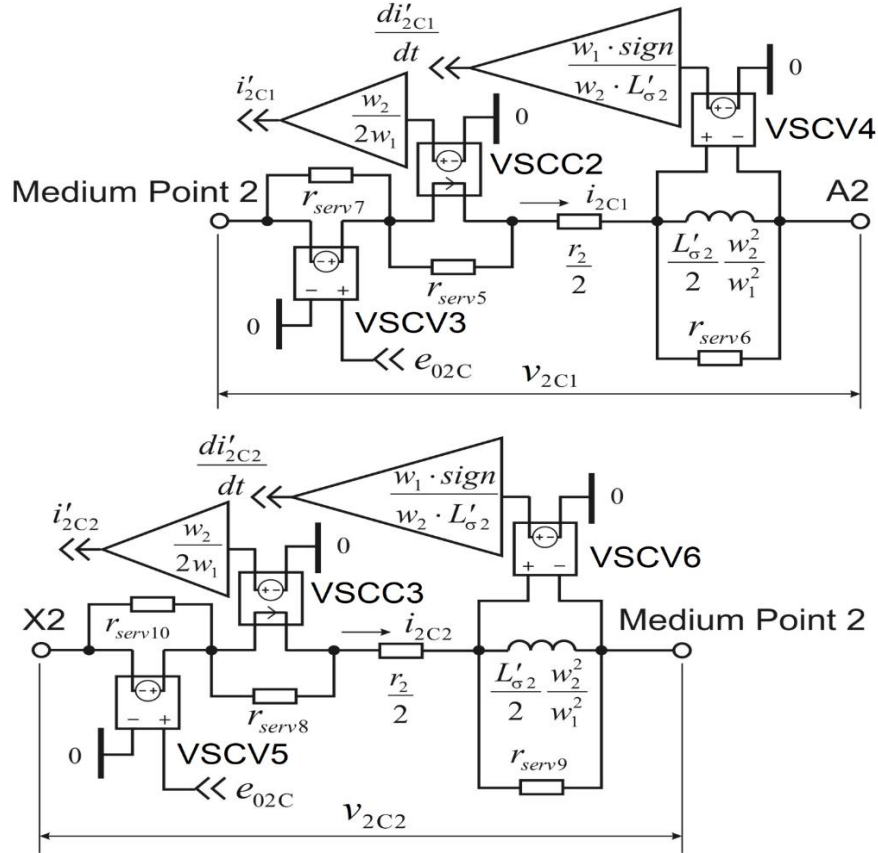 di′2C1
dt
w1 · sign
w2 · L′σ2
0
i′2C1
w2
2w1
0
+ -
+ -
+ -
VSCV4
VSCC2
Medium Point 2
rserv7
i2C1
A2
- +
- +
r2
2
L′σ2 w2²
2 w1²
rserv5
0
VSCV3
rserv6
e02C
v2C1
di′2C2
dt
w1 · sign
w2 · L′σ2
0
i′2C2
w2
2w1
0
+ -
+ -
+ -
VSCV6
VSCC3
X2
rserv10
i2C2
Medium Point 2
- +
- +
r2
2
L′σ2 w2²
2 w1²
rserv8
0
VSCV5
rserv9
e02C
v2C2